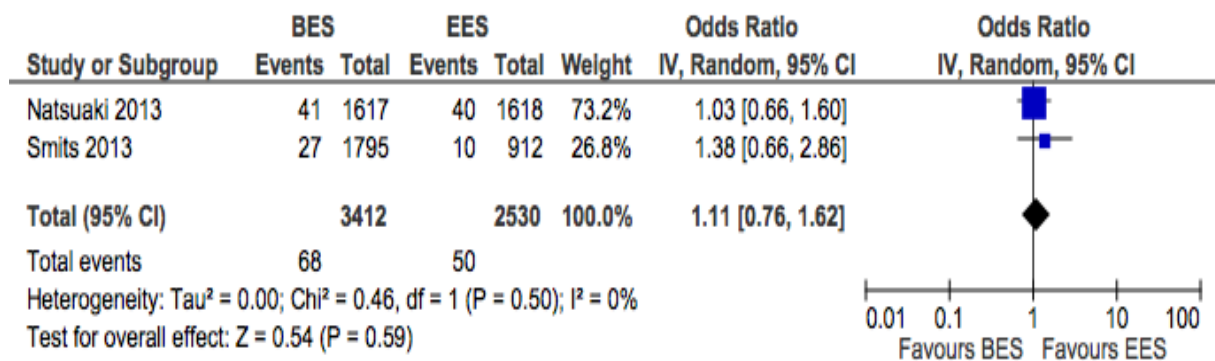 BES EES Odds Ratio Odds Ratio
Study or Subgroup Events Total Events Total Weight IV, Random, 95% CI IV, Random, 95% CI
Natsuaki 2013 41 1617 40 1618 73.2% 1.03 [0.66, 1.60]
Smits 2013 27 1795 10 912 26.8% 1.38 [0.66, 2.86]
Total (95% CI) 3412 2530 100.0% 1.11 [0.76, 1.62]
Total events 68 50
Heterogeneity: Tau² = 0.00; Chi² = 0.46, df = 1 (P = 0.50); I² = 0%
Test for overall effect: Z = 0.54 (P = 0.59)
0.01 0.1 1 10 100
Favours BES Favours EES